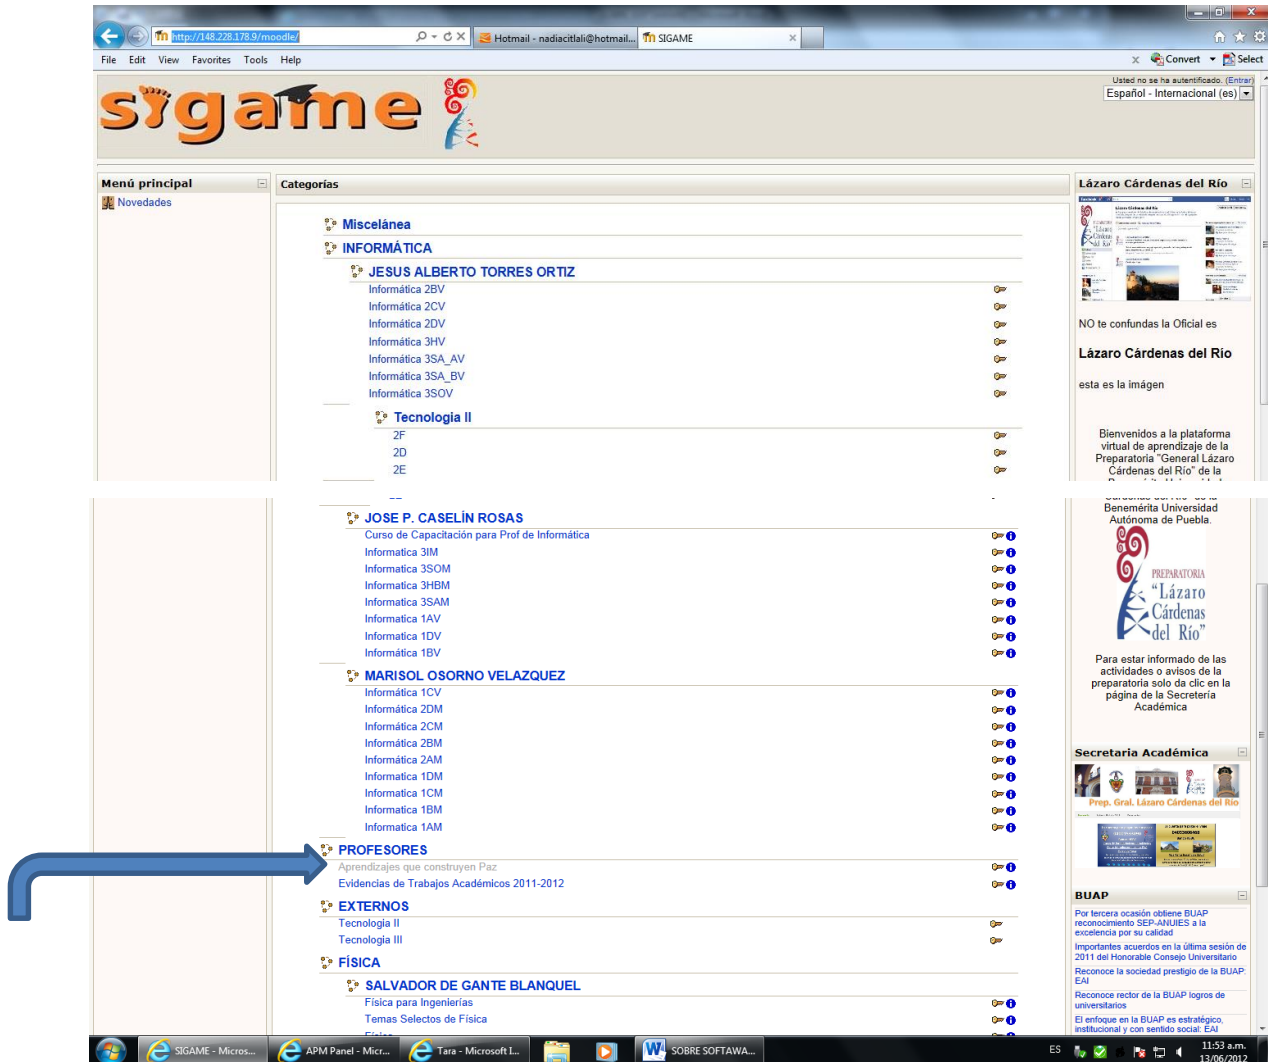 http://148.228.178.9/moodle/
Hotmail - nadiacitlali@hotmail...
SIGAME
File Edit View Favorites Tools Help
Convert
Select
Usted no se ha autentificado. (Entrar)
Español - Internacional (es)
sigame
Menú principal
Novedades
Categorías
Miscelánea
INFORMÁTICA
JESUS ALBERTO TORRES ORTIZ
Informática 2BV
Informática 2CV
Informática 2DV
Informática 3HV
Informática 3SA_AV
Informática 3SA_BV
Informática 3SOV
Tecnologia II
2F
2D
2E
Lázaro Cárdenas del Río
NO te confundas la Oficial es
Lázaro Cárdenas del Río
esta es la imágen
Bienvenidos a la plataforma
virtual de aprendizaje de la
Preparatoria "General Lázaro
Cárdenas del Río" de la
JOSE P. CASELÍN ROSAS
Curso de Capacitación para Prof de Informática
Informatica 3IM
Informatica 3SOM
Informatica 3HBM
Informatica 3SAM
Informatica 1AV
Informatica 1DV
Informatica 1BV
MARISOL OSORNO VELAZQUEZ
Informática 1CV
Informática 2DM
Informática 2CM
Informática 2BM
Informática 2AM
Informatica 1DM
Informatica 1CM
Informatica 1BM
Informatica 1AM
PROFESORES
Aprendizajes que construyen Paz
Evidencias de Trabajos Académicos 2011-2012
EXTERNOS
Tecnologia II
Tecnologia III
FÍSICA
SALVADOR DE GANTE BLANQUEL
Física para Ingenierías
Temas Selectos de Física
Cárdenas del Río" de la
Benemérita Universidad
Autónoma de Puebla.
PREPARATORIA
"Lázaro
Cárdenas
del Río"
Para estar informado de las
actividades o avisos de la
preparatoria solo da clic en la
página de la Secretería
Académica
Secretaria Académica
Prep. Gral. Lázaro Cárdenas del Río
BUAP
Por tercera ocasión obtiene BUAP
reconocimiento SEP-ANUIES a la
excelencia por su calidad
Importantes acuerdos en la última sesión de
2011 del Honorable Consejo Universitario
Reconoce la sociedad prestigio de la BUAP:
EAI
Reconoce rector de la BUAP logros de
universitarios
El enfoque en la BUAP es estratégico,
institucional y con sentido social: EAI
SIGAME - Micros...
APM Panel - Micr...
Tara - Microsoft I...
SOBRE SOFTAWA...
ES
11:53 a.m.
13/06/2012